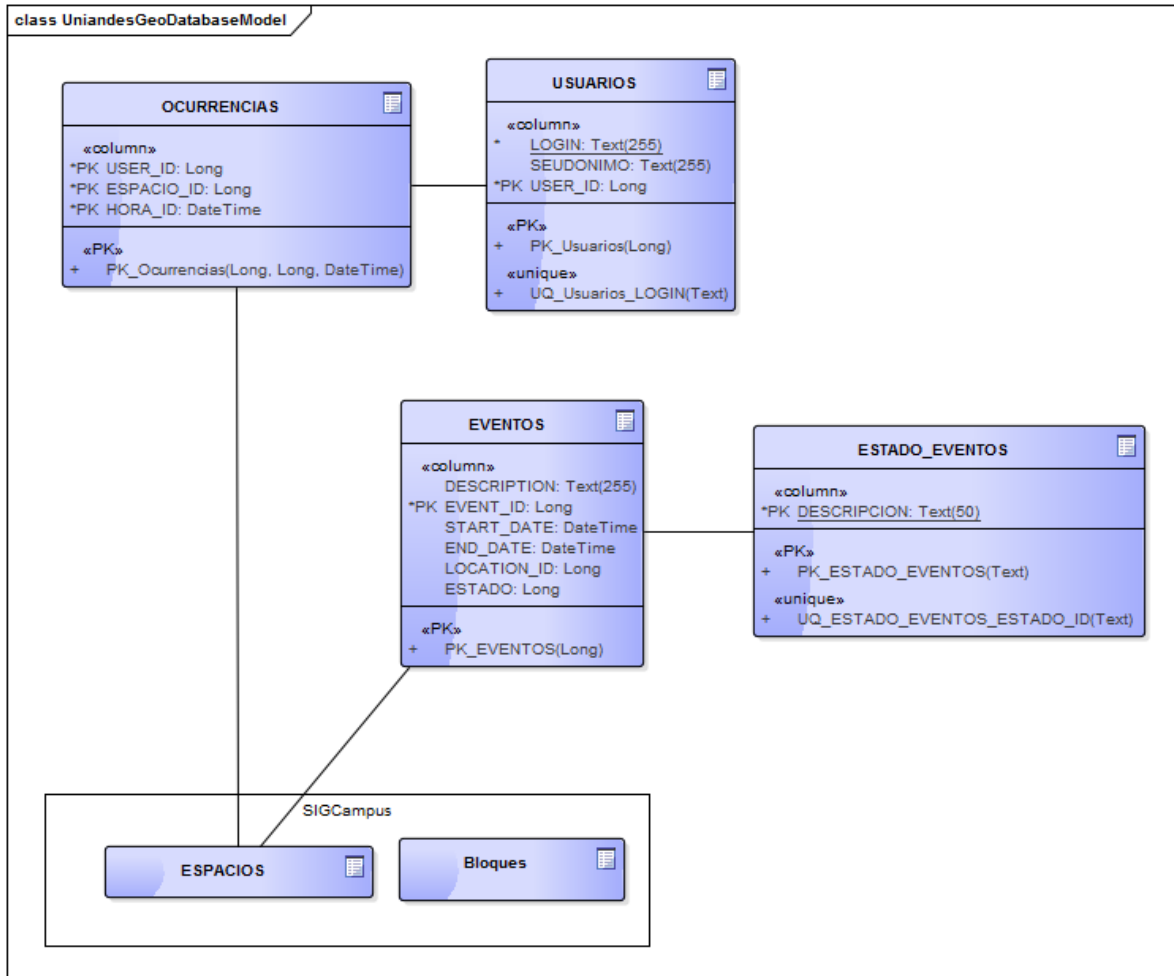 class UniandesGeoDatabaseModel
OCURRENCIAS
«column»
*PK USER_ID: Long
*PK ESPACIO_ID: Long
*PK HORA_ID: DateTime
«PK»
+ PK_Ocurrencias(Long, Long, DateTime)
USUARIOS
«column»
* LOGIN: Text(255)
SEUDONIMO: Text(255)
*PK USER_ID: Long
«PK»
+ PK_Usuarios(Long)
«unique»
+ UQ_Usuarios_LOGIN(Text)
EVENTOS
«column»
DESCRIPTION: Text(255)
*PK EVENT_ID: Long
START_DATE: DateTime
END_DATE: DateTime
LOCATION_ID: Long
ESTADO: Long
«PK»
+ PK_EVENTOS(Long)
ESTADO_EVENTOS
«column»
*PK DESCRIPCION: Text(50)
«PK»
+ PK_ESTADO_EVENTOS(Text)
«unique»
+ UQ_ESTADO_EVENTOS_ESTADO_ID(Text)
SIGCampus
ESPACIOS
Bloques